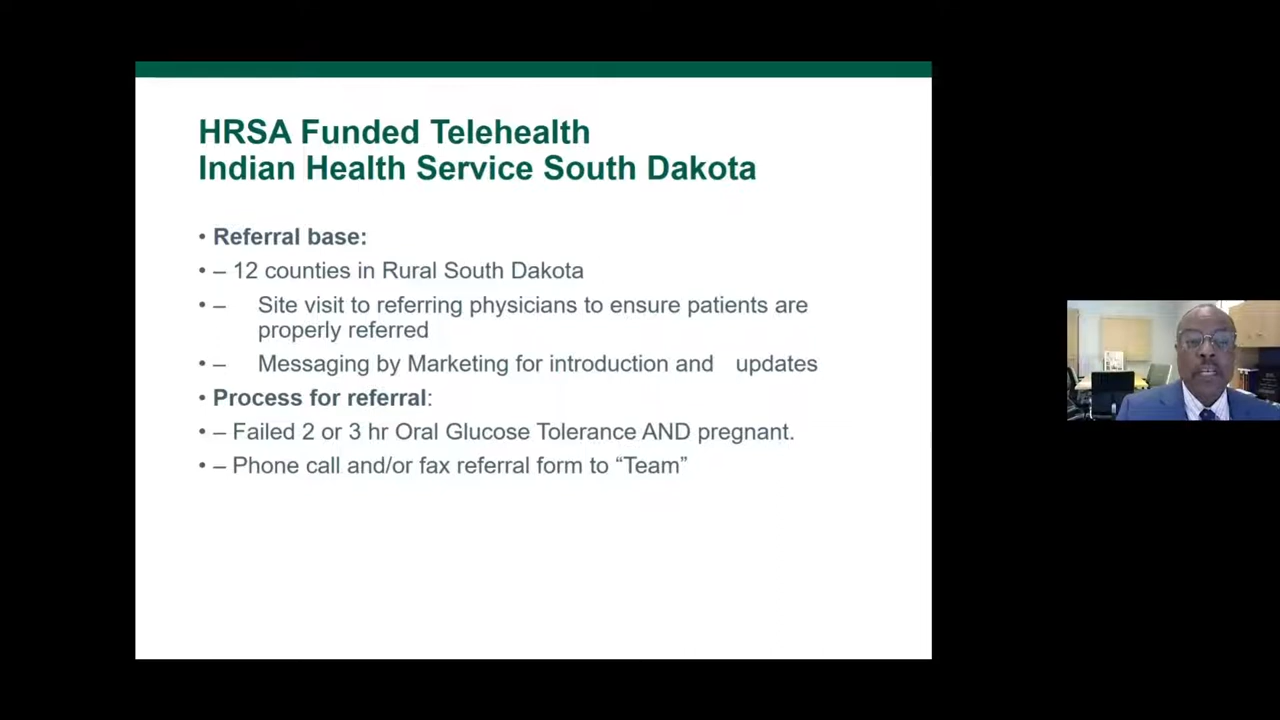 HRSA Funded Telehealth
Indian Health Service South Dakota
• Referral base:
• – 12 counties in Rural South Dakota
• – Site visit to referring physicians to ensure patients are
properly referred
• – Messaging by Marketing for introduction and updates
• Process for referral:
• – Failed 2 or 3 hr Oral Glucose Tolerance AND pregnant.
• – Phone call and/or fax referral form to “Team”